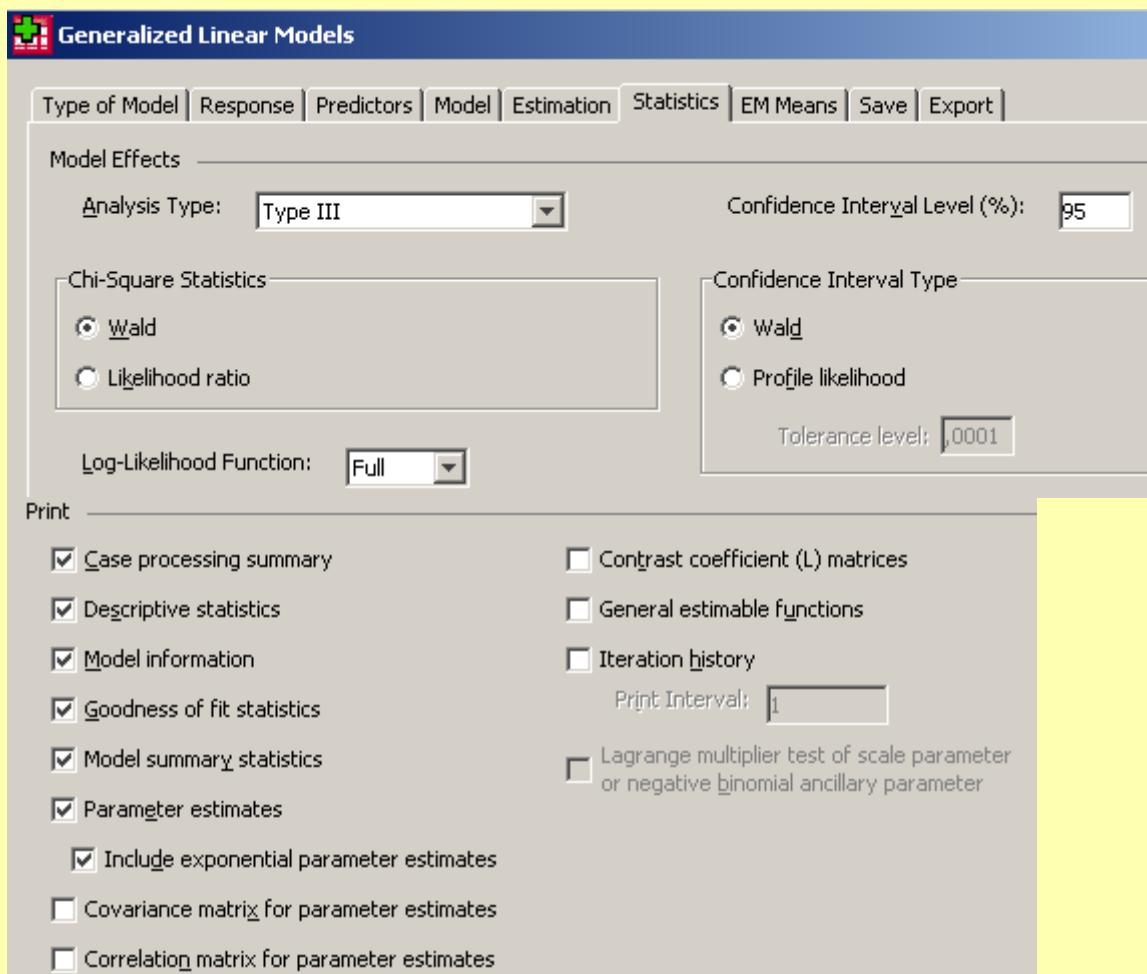 Generalized Linear Models
Type of Model Response Predictors Model Estimation Statistics EM Means Save Export
Model Effects
Analysis Type: Type III Confidence Interval Level (%): 95
Chi-Square Statistics
Wald
Likelihood ratio
Confidence Interval Type
Wald
Profile likelihood
Tolerance level: ,0001
Log-Likelihood Function: Full
Print
Case processing summary
Descriptive statistics
Model information
Goodness of fit statistics
Model summary statistics
Parameter estimates
Include exponential parameter estimates
Covariance matrix for parameter estimates
Correlation matrix for parameter estimates
Contrast coefficient (L) matrices
General estimable functions
Iteration history
Print Interval: 1
Lagrange multiplier test of scale parameter
or negative binomial ancillary parameter